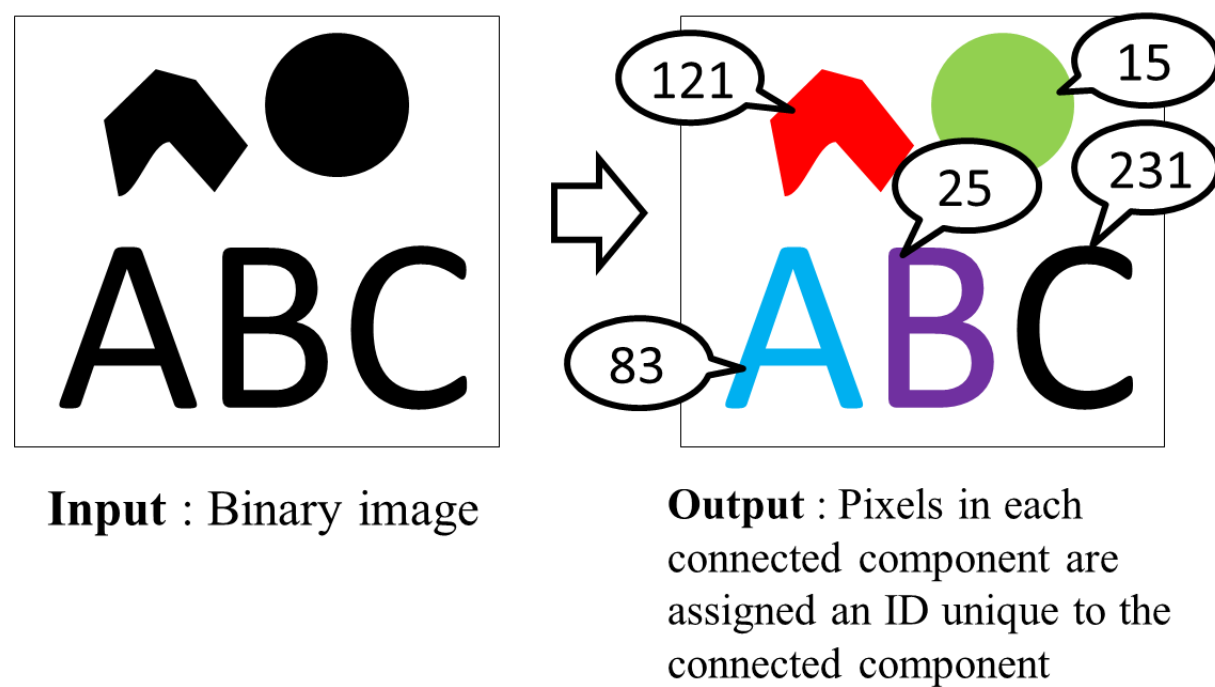 ABC
Input : Binary image
121
15
25
231
83
ABC
Output : Pixels in each
connected component are
assigned an ID unique to the
connected component